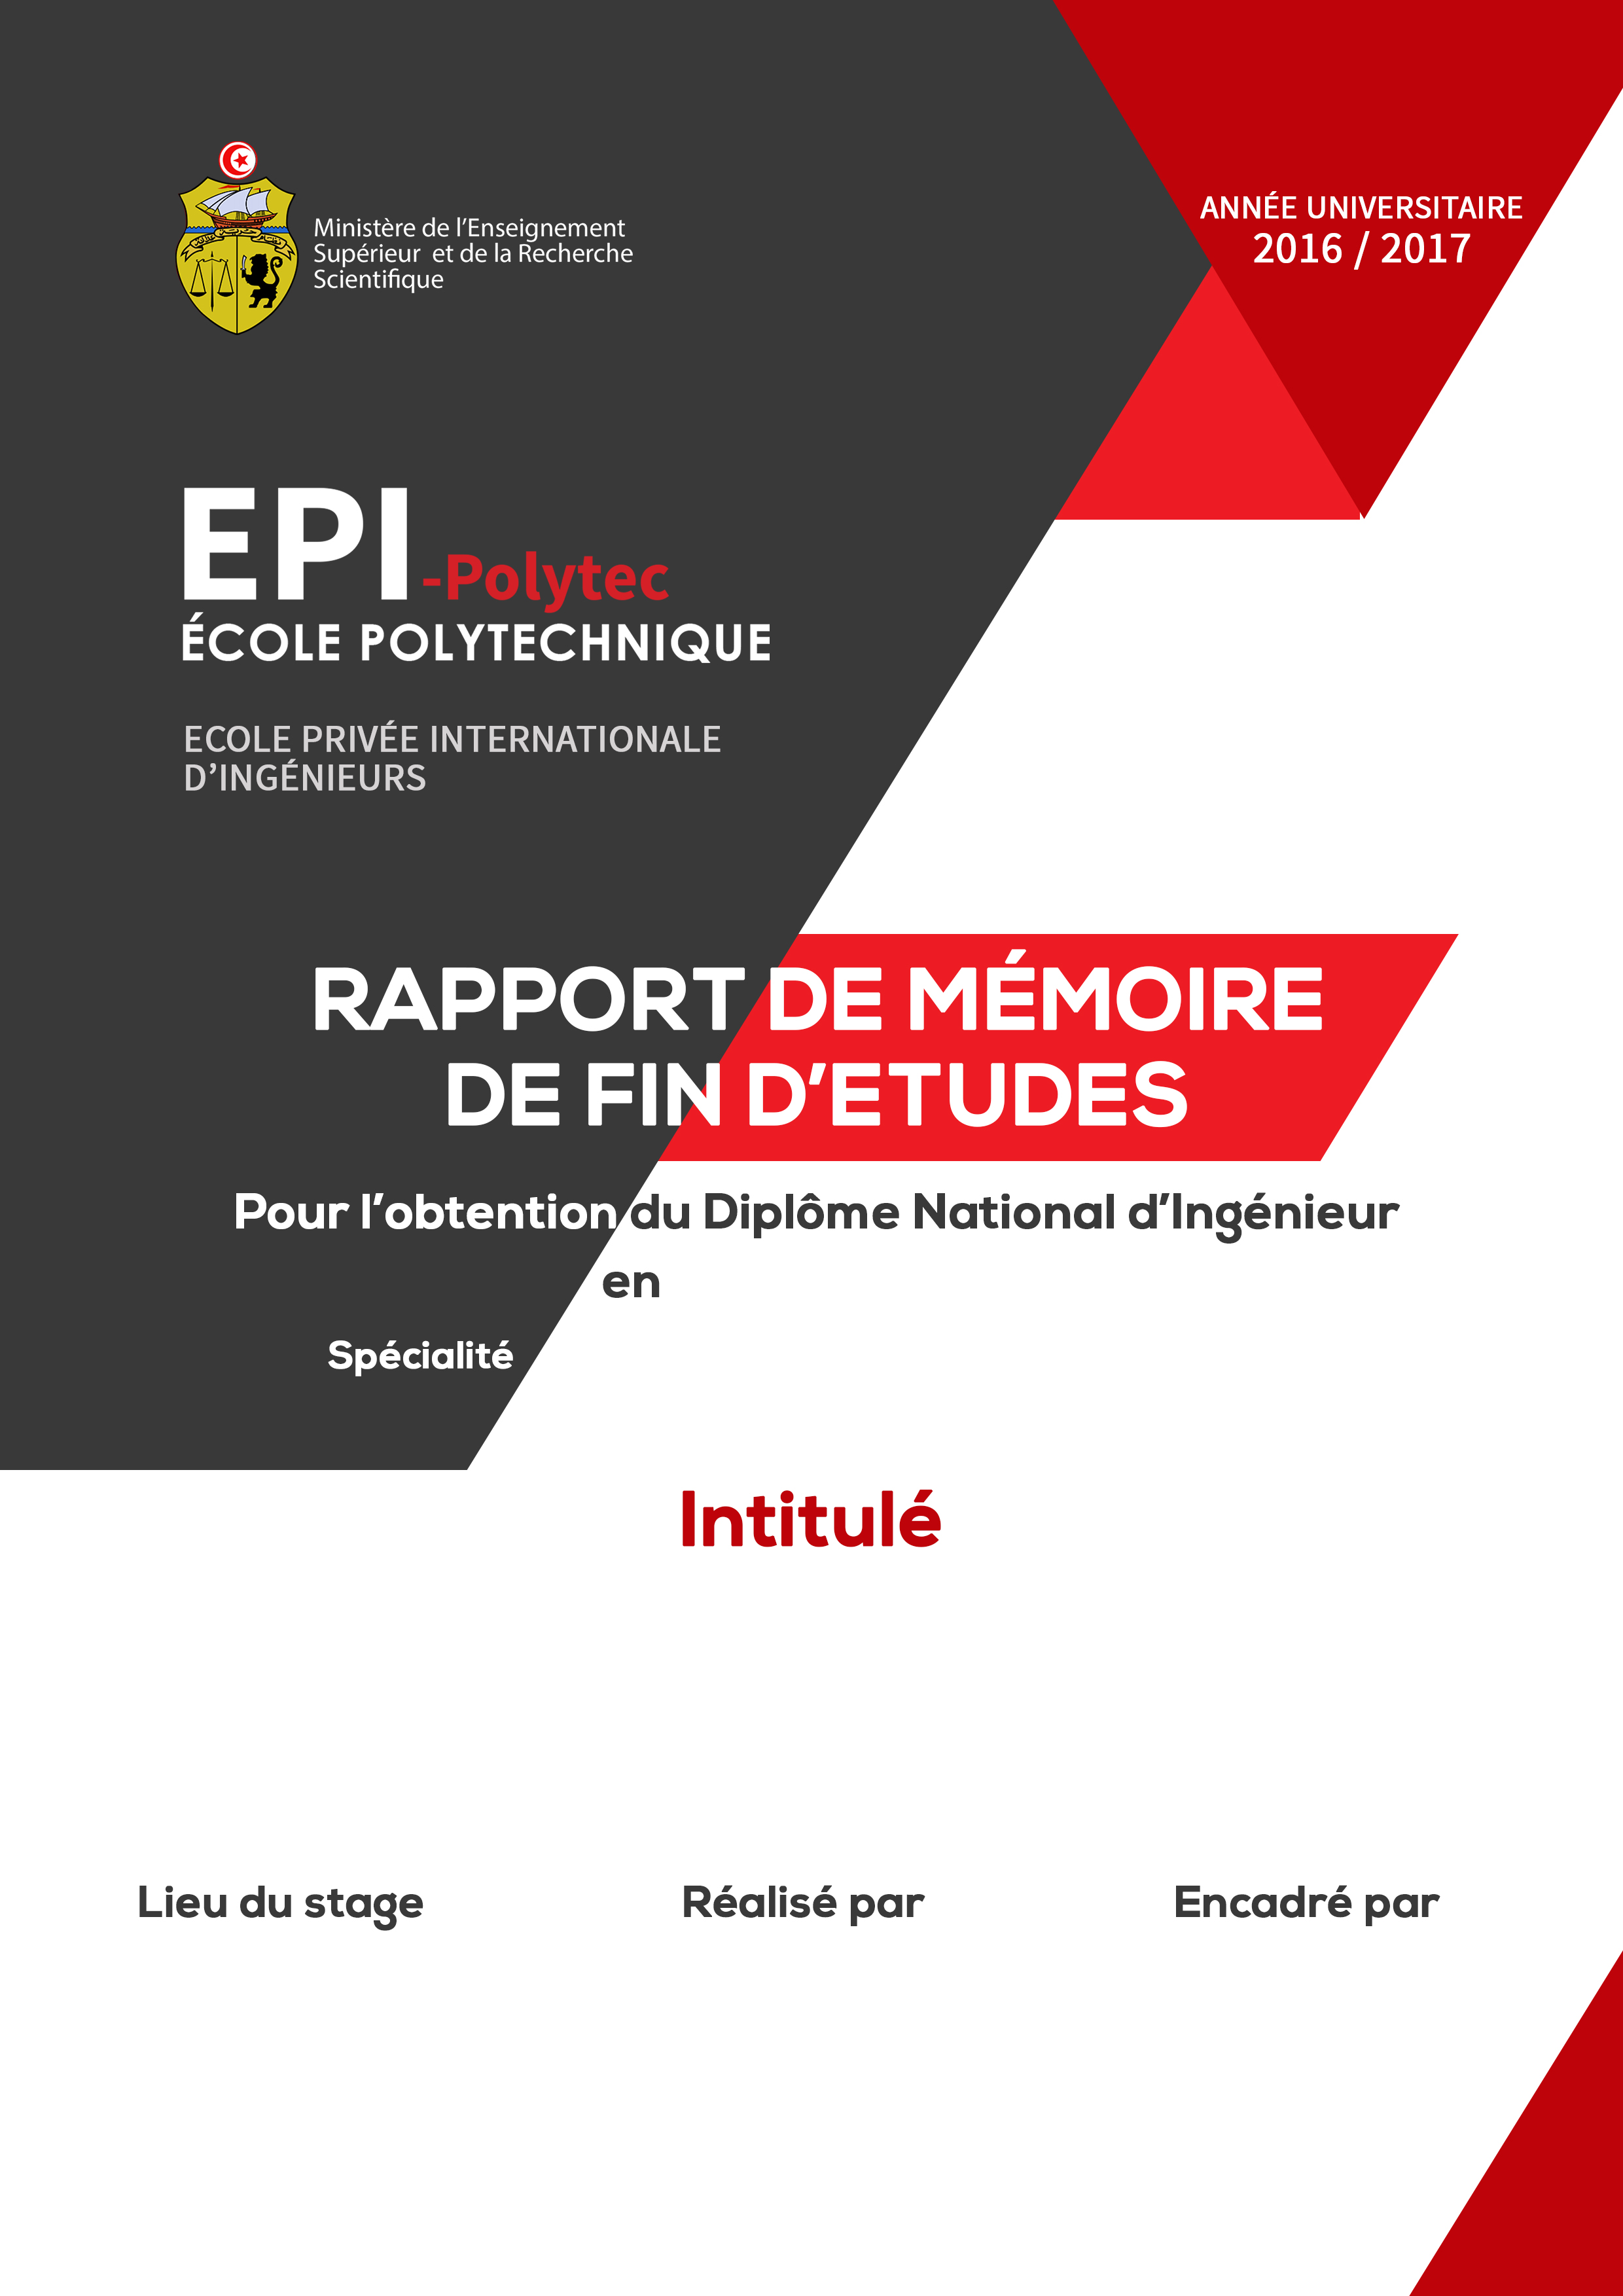 ANNÉE UNIVERSITAIRE
2016 / 2017
Ministère de l'Enseignement
Supérieur et de la Recherche
Scientifique
EPI-Polytec
ÉCOLE POLYTECHNIQUE
ECOLE PRIVÉE INTERNATIONALE
D'INGÉNIEURS
RAPPORT DE MÉMOIRE
DE FIN D'ETUDES
Pour l'obtention du Diplôme National d'Ingénieur
en
Spécialité
Intitulé
Lieu du stage
Réalisé par
Encadré par